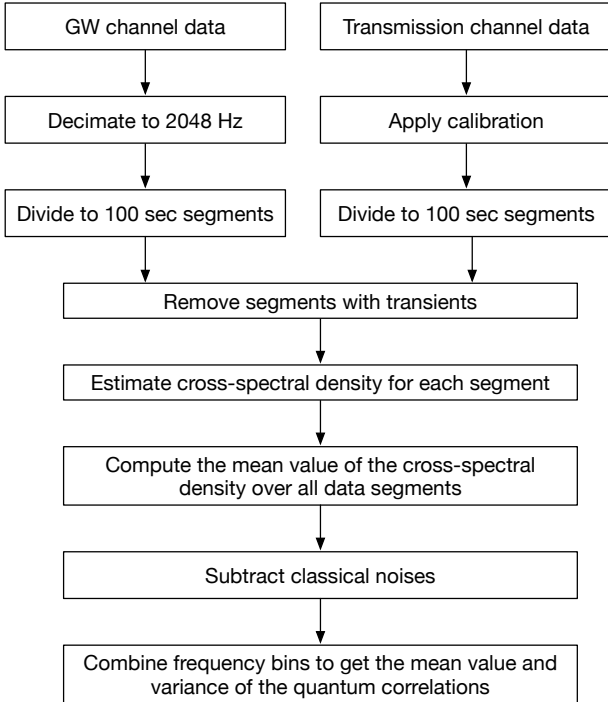 GW channel data
Transmission channel data
Decimate to 2048 Hz
Apply calibration
Divide to 100 sec segments
Divide to 100 sec segments
Remove segments with transients
Estimate cross-spectral density for each segment
Compute the mean value of the cross-spectral
density over all data segments
Subtract classical noises
Combine frequency bins to get the mean value and
variance of the quantum correlations